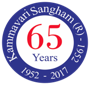 Kammavari Sangham (R) - 1952
65
Years
1952 - 2017